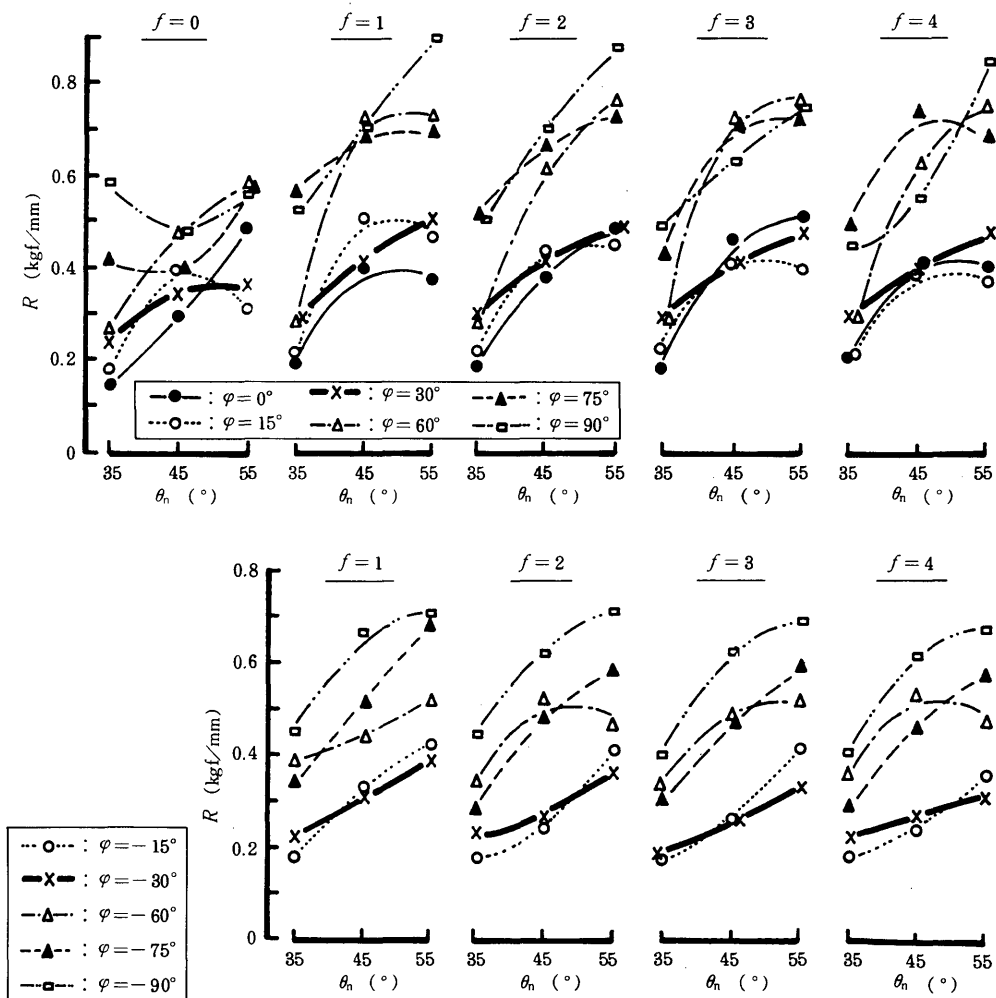 f=0 f=1 f=2 f=3 f=4
R (kgf/mm)
0.8
0.6
0.4
0.2
0
: φ=0° : φ=30° : φ=75°
: φ=15° : φ=60° : φ=90°
35 45 55 35 45 55 35 45 55 35 45 55 35 45 55
θn (°) θn (°) θn (°) θn (°) θn (°)
f=1 f=2 f=3 f=4
R (kgf/mm)
0.8
0.6
0.4
0.2
0
: φ=−15°
: φ=−30°
: φ=−60°
: φ=−75°
: φ=−90°
35 45 55 35 45 55 35 45 55 35 45 55
θn (°) θn (°) θn (°) θn (°)